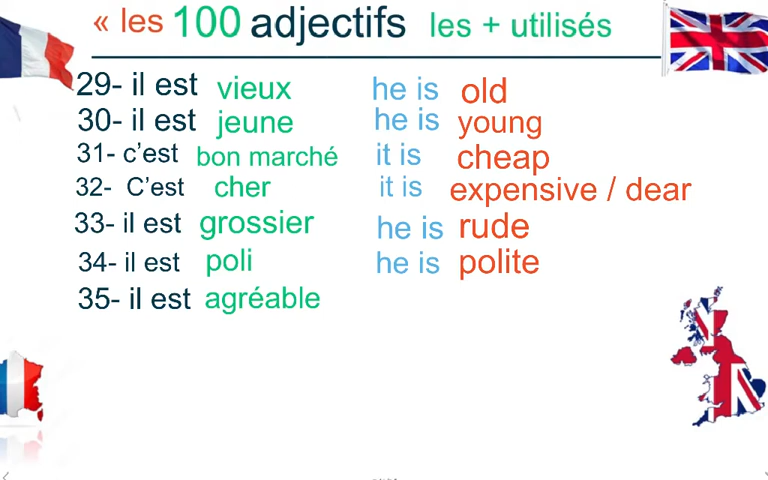 « les 100 adjectifs les + utilisés
29- il est vieux he is old
30- il est jeune he is young
31- c’est bon marché it is cheap
32- C’est cher it is expensive / dear
33- il est grossier he is rude
34- il est poli he is polite
35- il est agréable